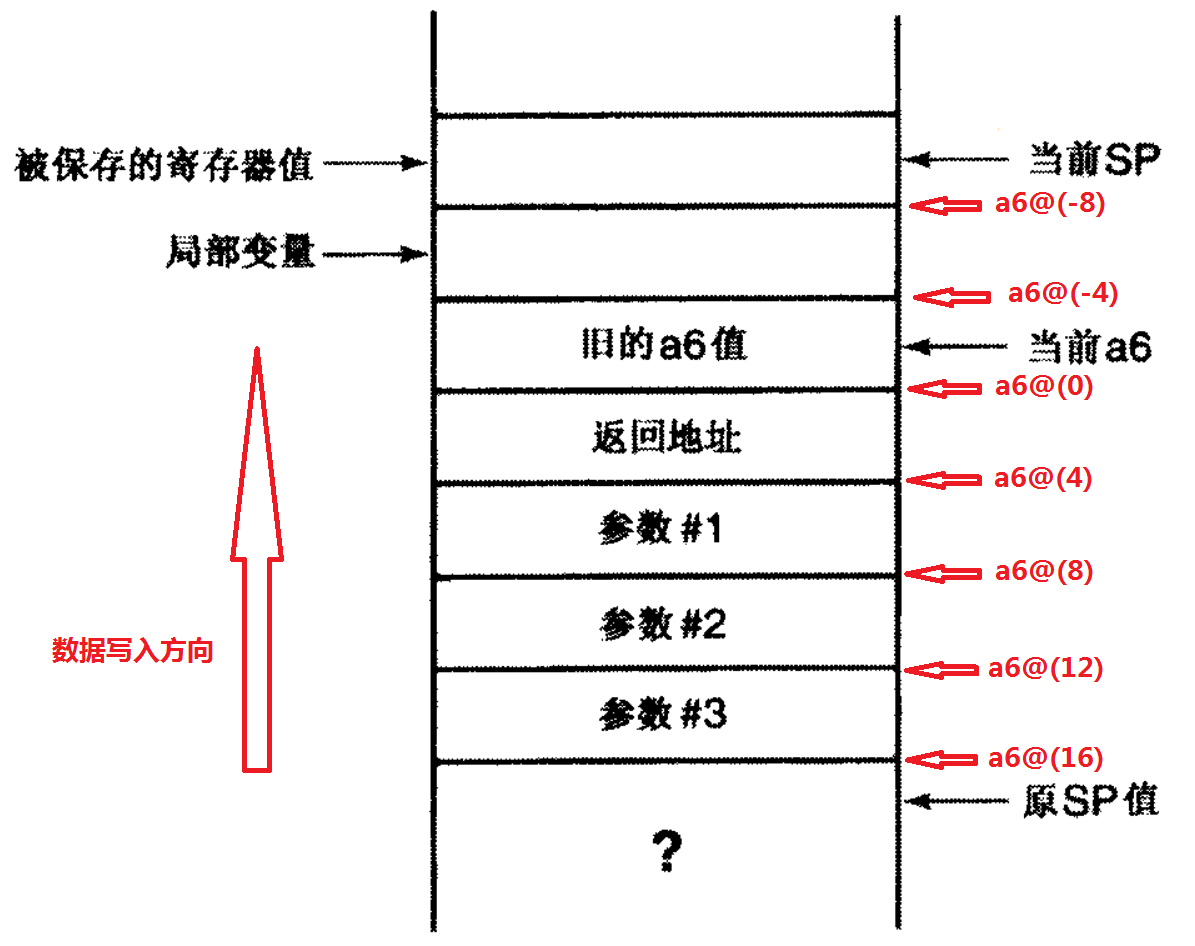 被保存的寄存器值
当前SP
a6@(-8)
局部变量
a6@(-4)
旧的a6值
当前a6
a6@(0)
返回地址
a6@(4)
参数 #1
a6@(8)
数据写入方向
参数 #2
a6@(12)
参数 #3
a6@(16)
原SP值
?